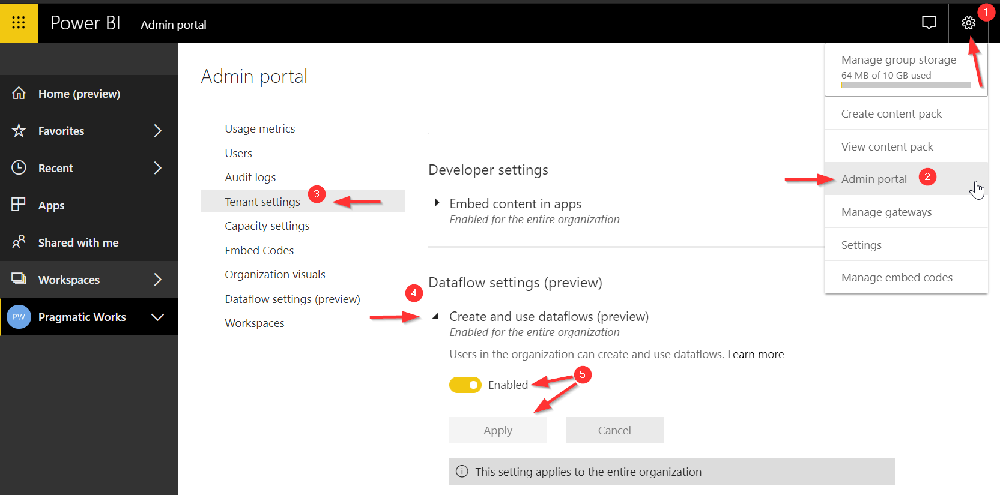 Power BI
Admin portal
1
Home (preview)
Favorites
Recent
Apps
Shared with me
Workspaces
PW
Pragmatic Works
Admin portal
Usage metrics
Users
Audit logs
Tenant settings
3
Capacity settings
Embed Codes
Organization visuals
Dataflow settings (preview)
Workspaces
Developer settings
Embed content in apps
Enabled for the entire organization
Dataflow settings (preview)
4
Create and use dataflows (preview)
Enabled for the entire organization
Users in the organization can create and use dataflows. Learn more
Enabled
5
Apply
Cancel
This setting applies to the entire organization
Manage group storage
64 MB of 10 GB used
Create content pack
View content pack
Admin portal
2
Manage gateways
Settings
Manage embed codes